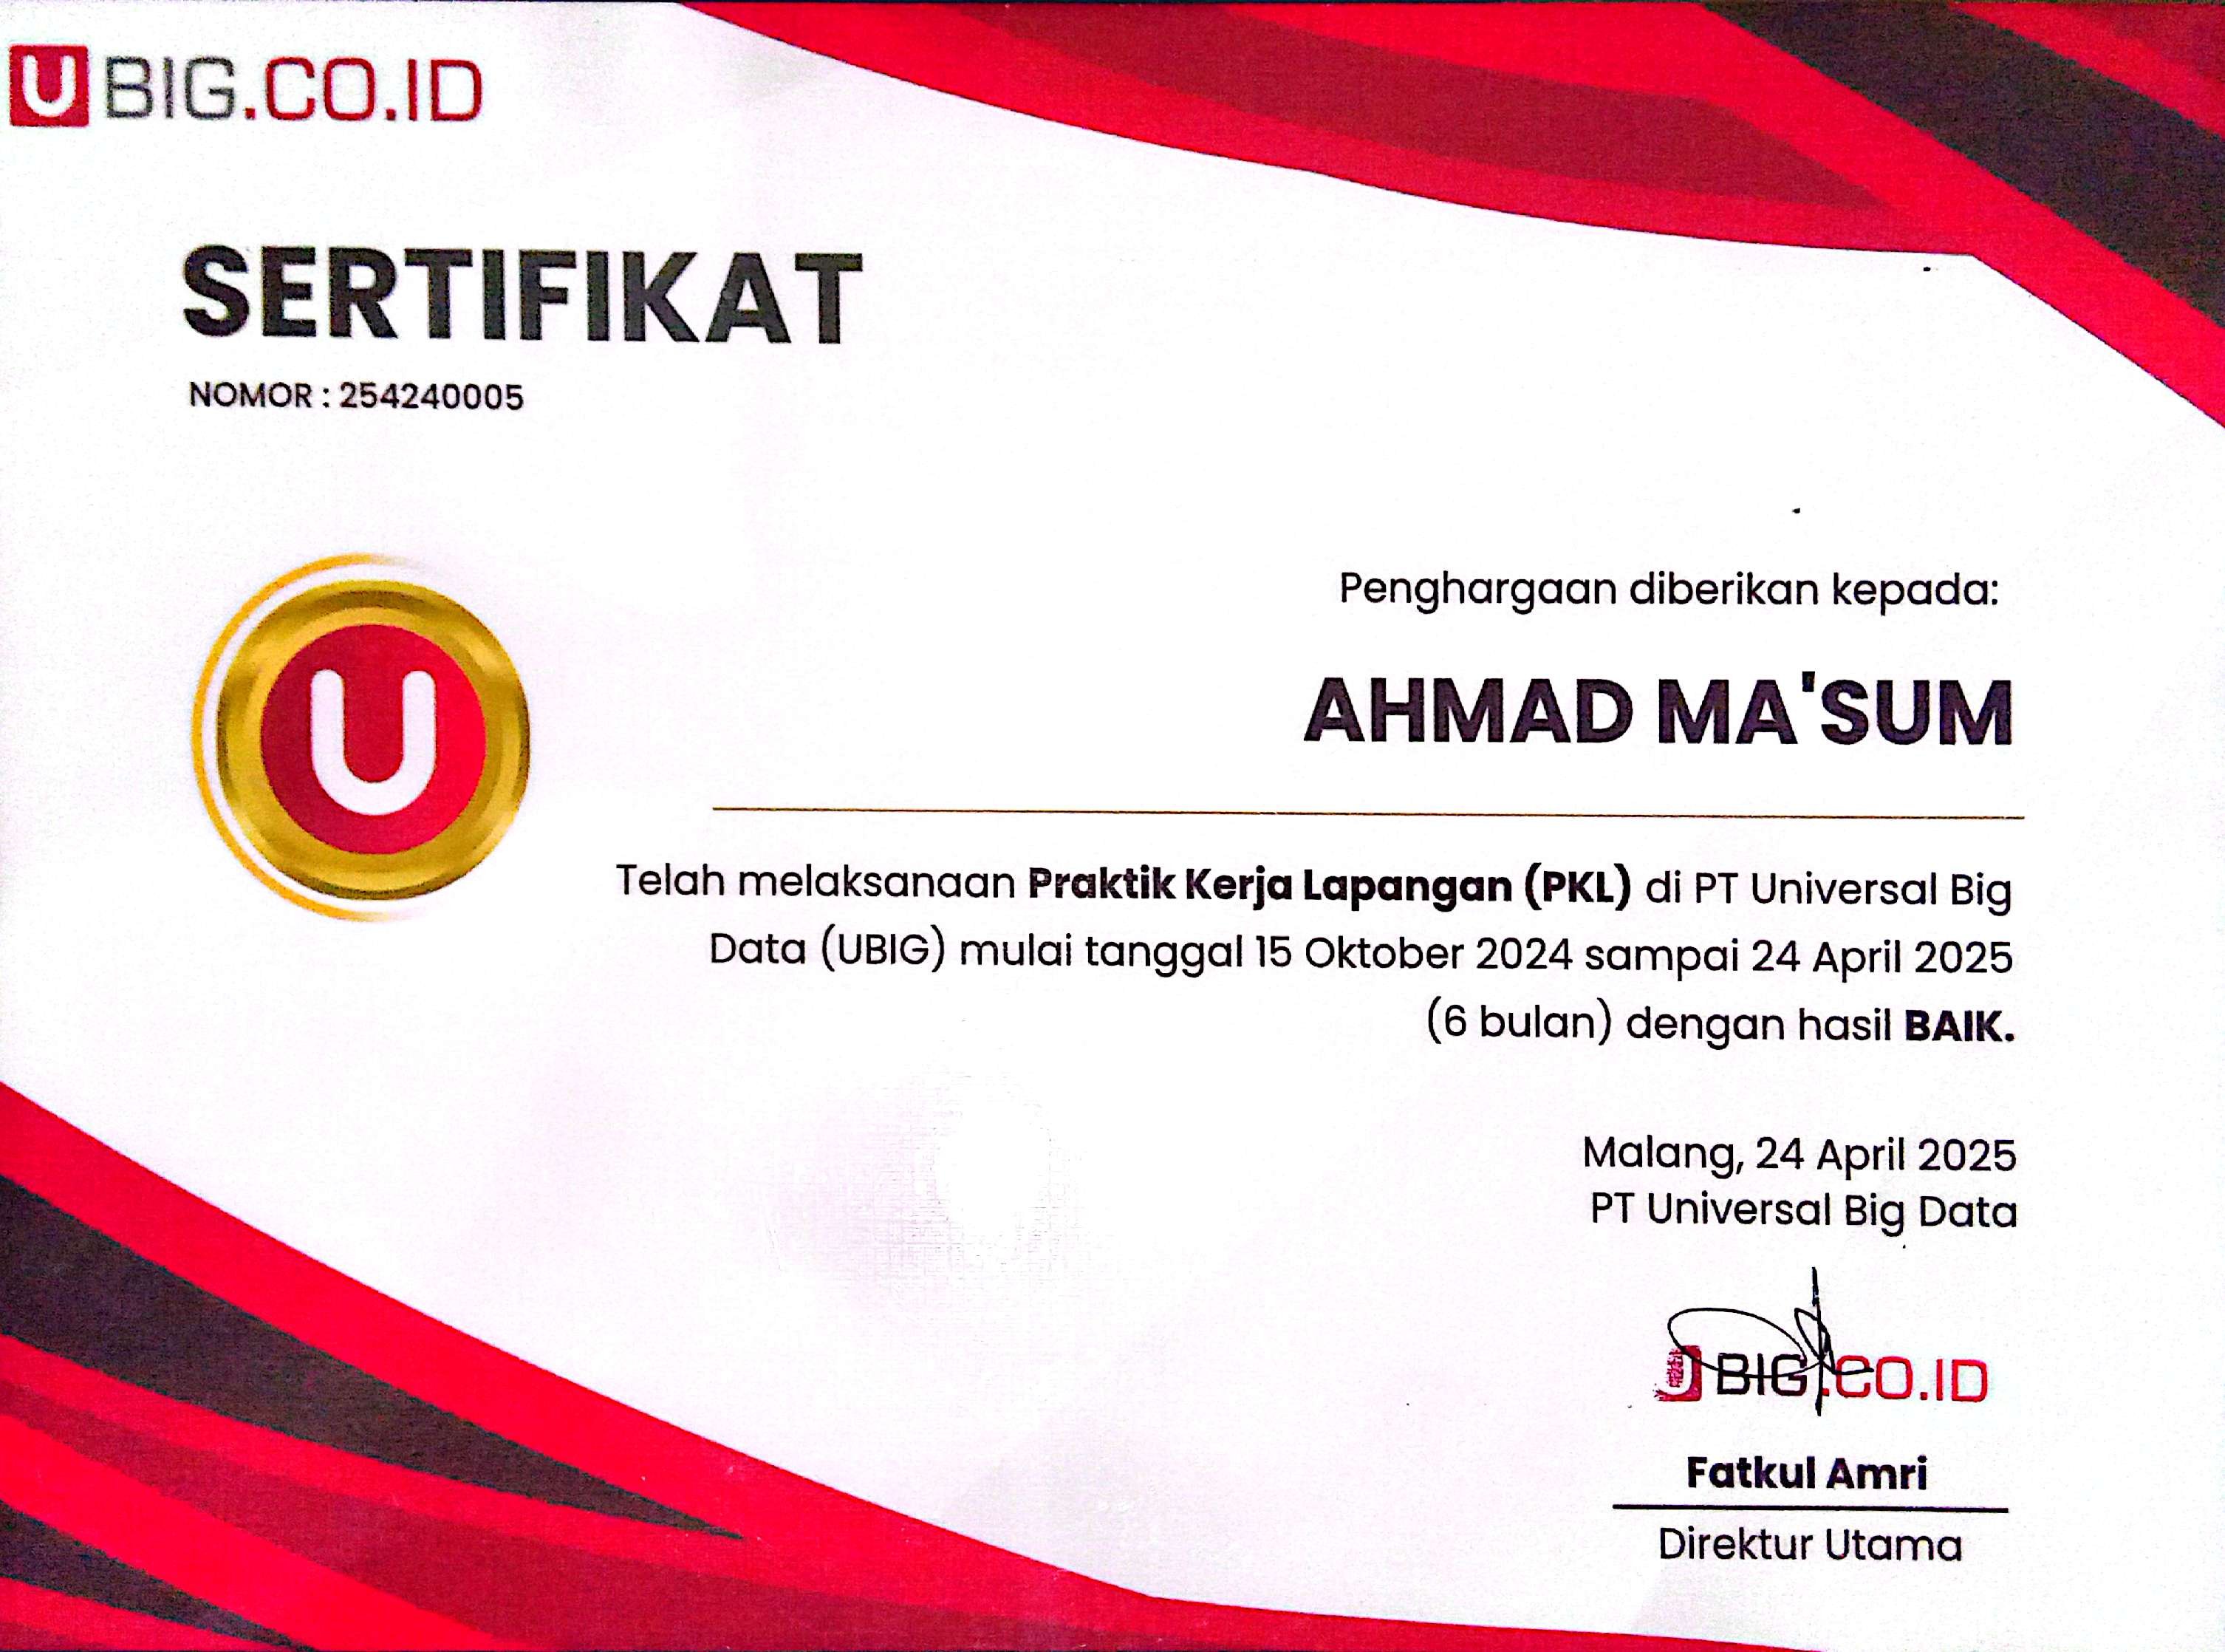 UBIG.CO.ID
SERTIFIKAT
NOMOR : 254240005
U
Penghargaan diberikan kepada:
AHMAD MA'SUM
Telah melaksanaan Praktik Kerja Lapangan (PKL) di PT Universal Big
Data (UBIG) mulai tanggal 15 Oktober 2024 sampai 24 April 2025
(6 bulan) dengan hasil BAIK.
Malang, 24 April 2025
PT Universal Big Data
UBIG.CO.ID
Fatkul Amri
Direktur Utama